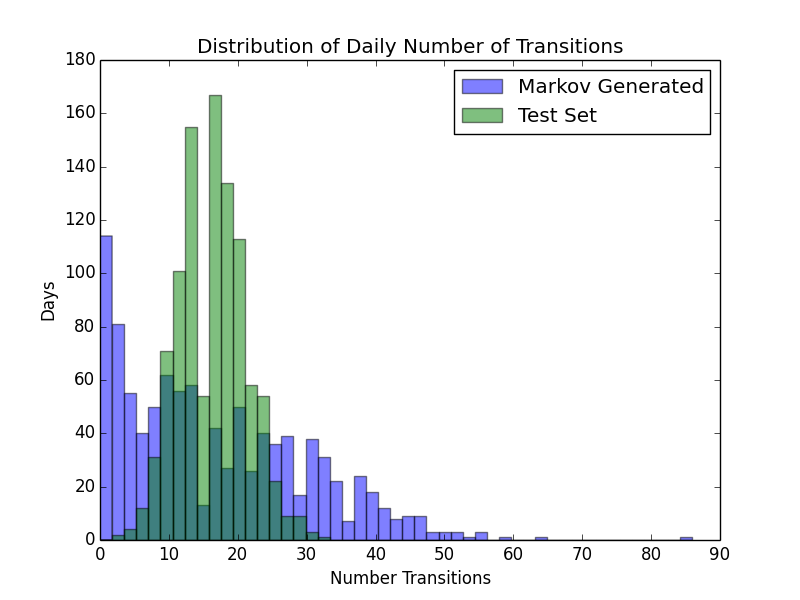 Distribution of Daily Number of Transitions
180
160
140
120
100
80
60
40
20
0
Days
Markov Generated
Test Set
0 10 20 30 40 50 60 70 80 90
Number Transitions